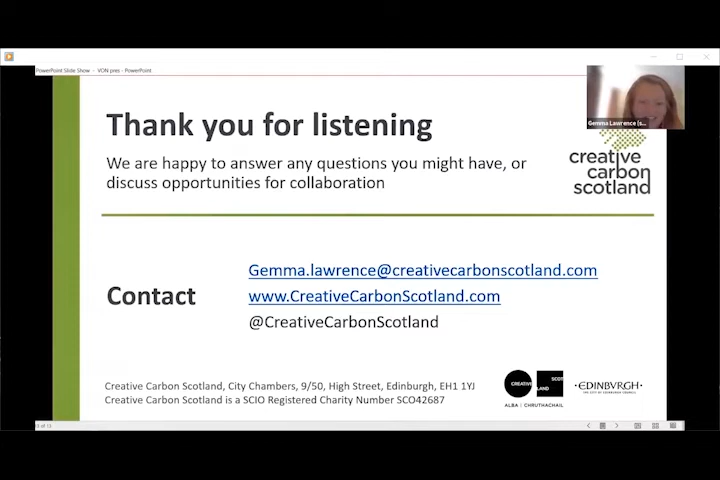 PowerPoint Slide Show - VON pres - PowerPoint
Gemma Lawrence (s...
Thank you for listening
We are happy to answer any questions you might have, or
discuss opportunities for collaboration
creative
carbon
scotland
Contact
Gemma.lawrence@creativecarbonscotland.com
www.CreativeCarbonScotland.com
@CreativeCarbonScotland
Creative Carbon Scotland, City Chambers, 9/50, High Street, Edinburgh, EH1 1YJ
Creative Carbon Scotland is a SCIO Registered Charity Number SCO42687
CREATIVE SCOTLAND
ALBA | CHRUTHACHAIL
·EDINBVRGH·
THE CITY OF EDINBURGH COUNCIL